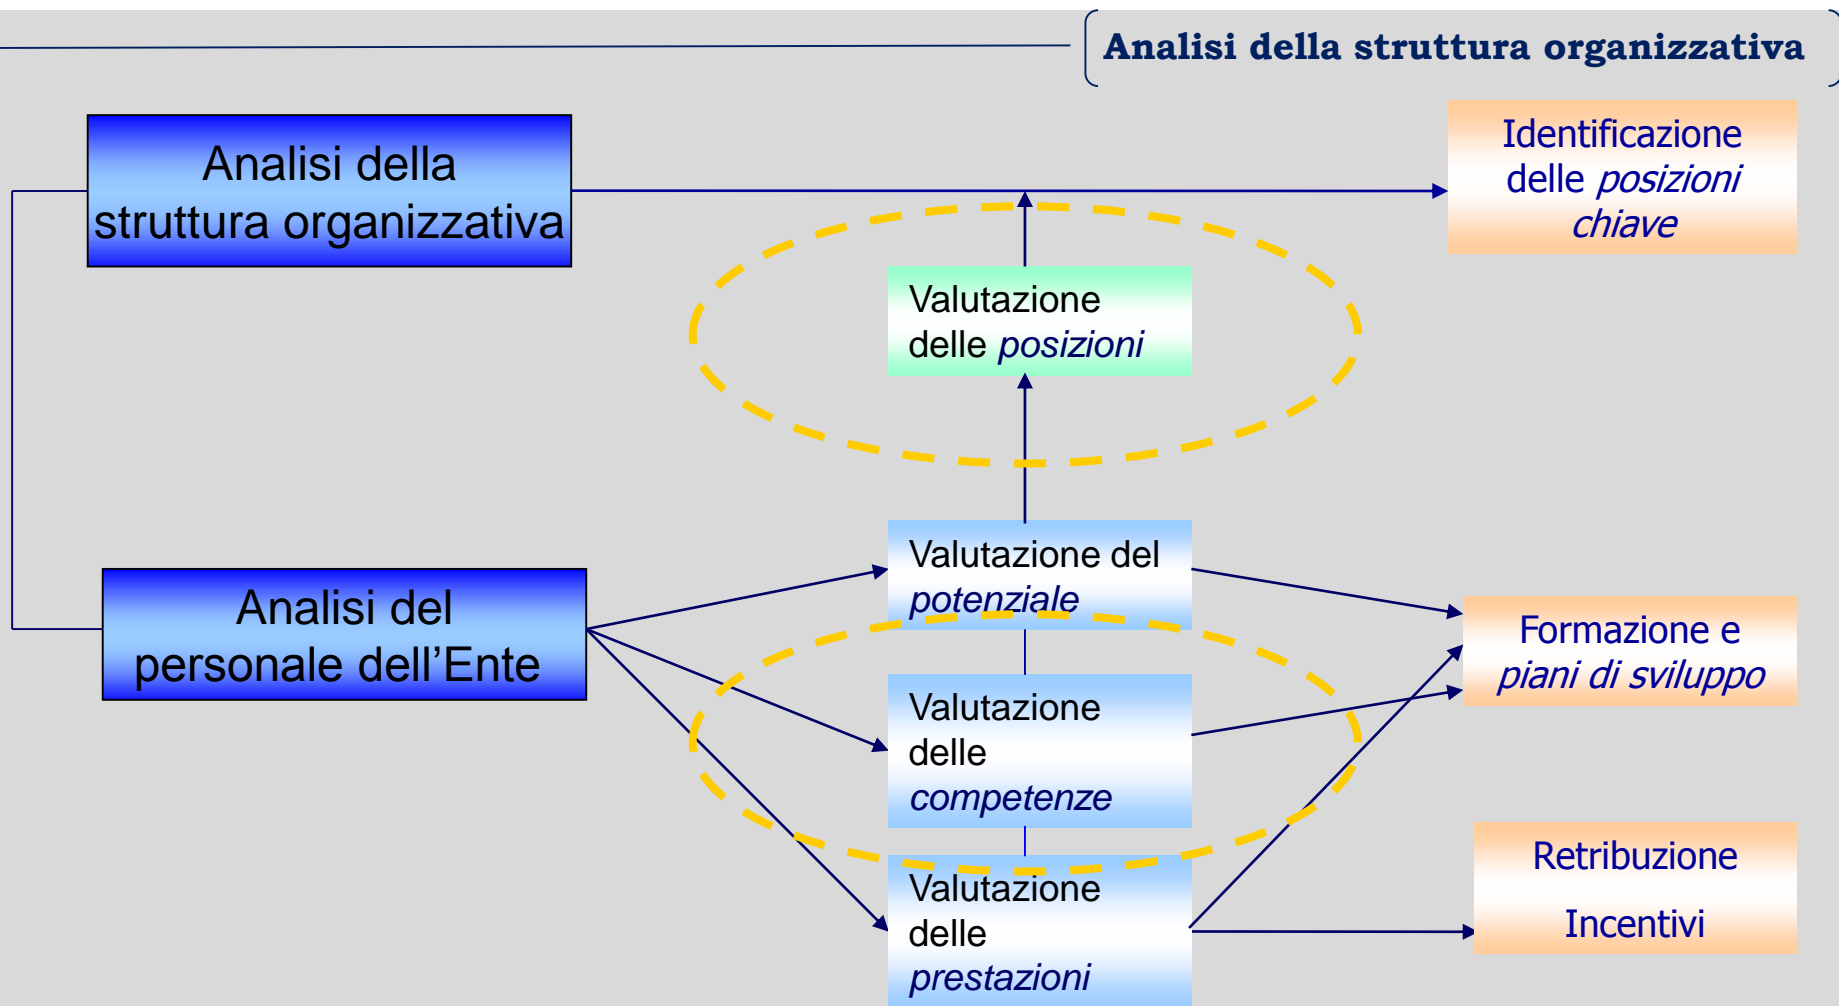 Analisi della struttura organizzativa
Analisi della
struttura organizzativa
Identificazione
delle posizioni
chiave
Valutazione
delle posizioni
Analisi del
personale dell’Ente
Valutazione del
potenziale
Valutazione
delle
competenze
Valutazione
delle
prestazioni
Formazione e
piani di sviluppo
Retribuzione
Incentivi